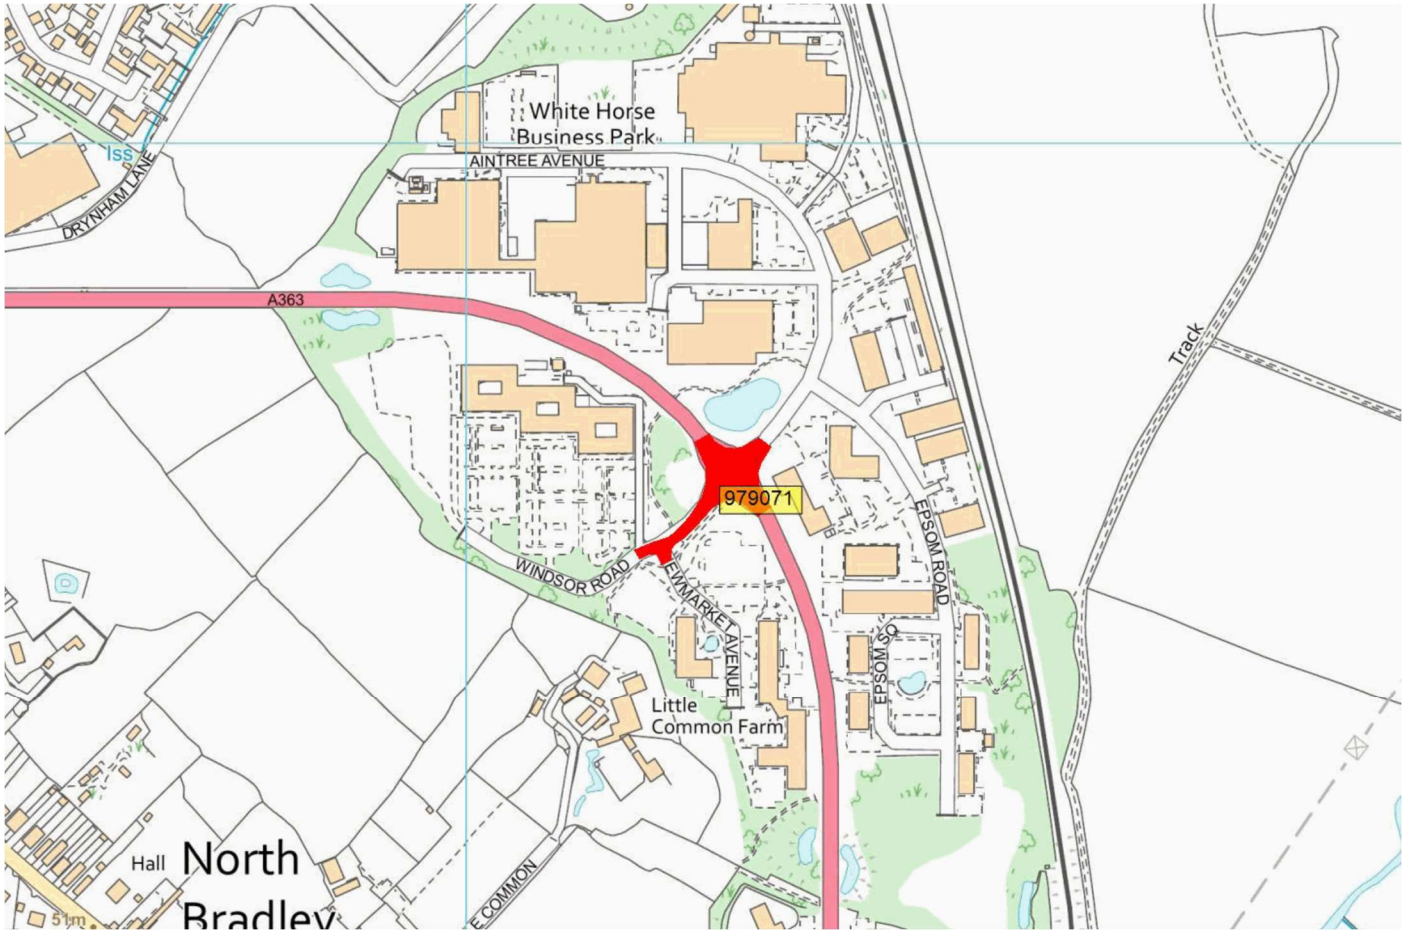 White Horse
Business Park
AINTREE AVENUE
Iss
DRYNHAM LANE
A363
Track
979071
EPSOM ROAD
WINDSOR ROAD
EWMARKET AVENUE
EPSOM SQ
Little
Common Farm
Hall
North
Bradley
E COMMON
51m